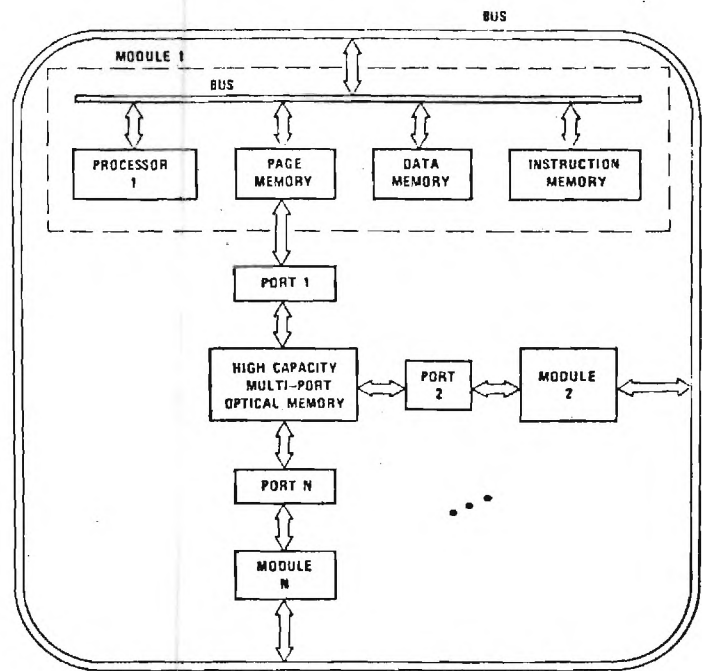 BUS
MODULE 1
BUS
PROCESSOR
1
PAGE
MEMORY
DATA
MEMORY
INSTRUCTION
MEMORY
PORT 1
HIGH CAPACITY
MULTI-PORT
OPTICAL MEMORY
PORT
2
MODULE
2
PORT N
MODULE
N